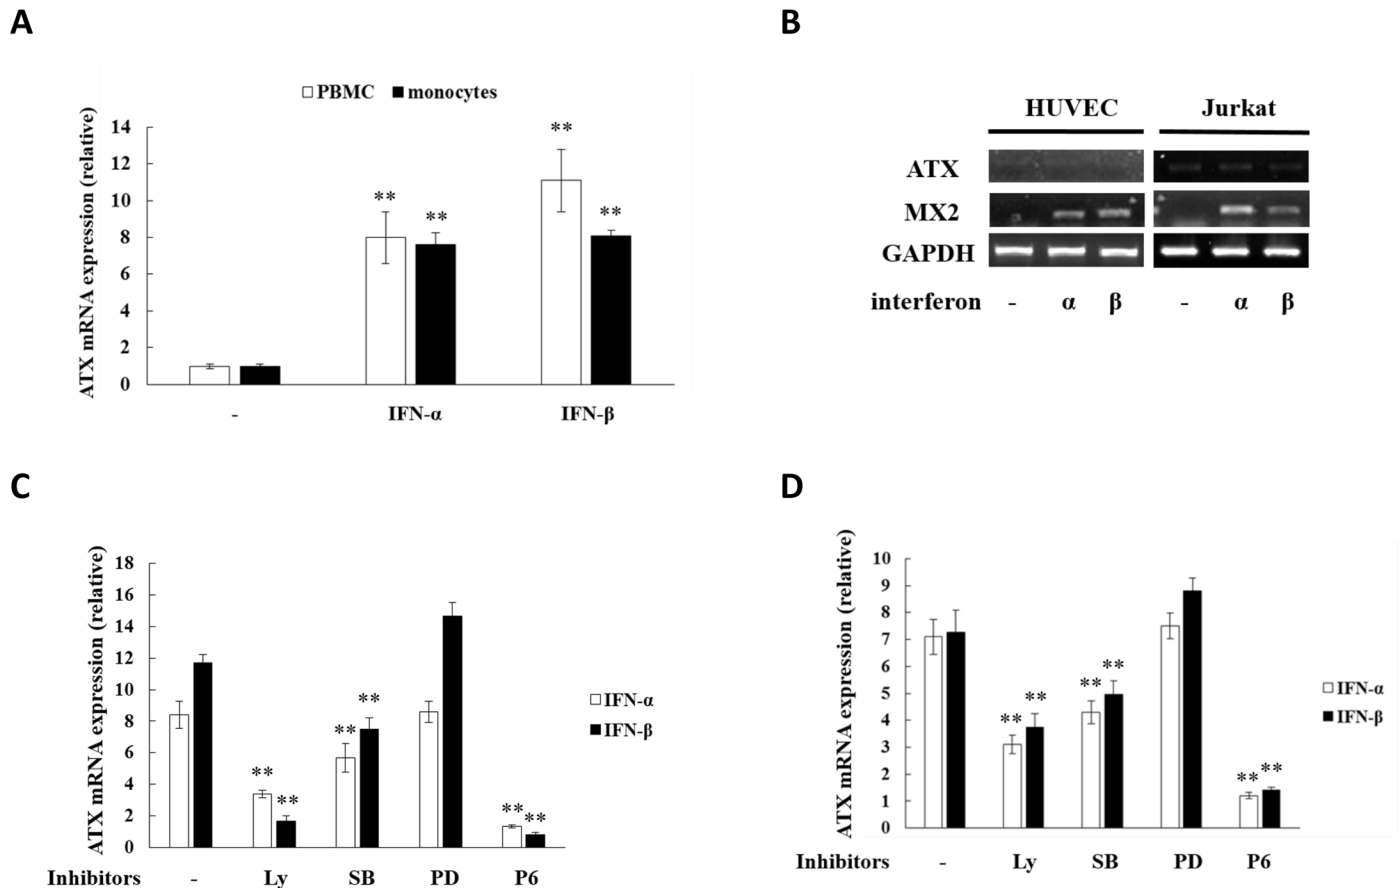 A
PBMC monocytes
ATX mRNA expression (relative)
14
12
10
8
6
4
2
0
** ** ** **
- IFN-α IFN-β
B
HUVEC Jurkat
ATX
MX2
GAPDH
interferon - α β - α β
C
ATX mRNA expression (relative)
18
16
14
12
10
8
6
4
2
0
** ** ** ** ** **
IFN-α
IFN-β
Inhibitors - Ly SB PD P6
D
ATX mRNA expression (relative)
10
9
8
7
6
5
4
3
2
1
0
** ** ** ** ** **
IFN-α
IFN-β
Inhibitors - Ly SB PD P6